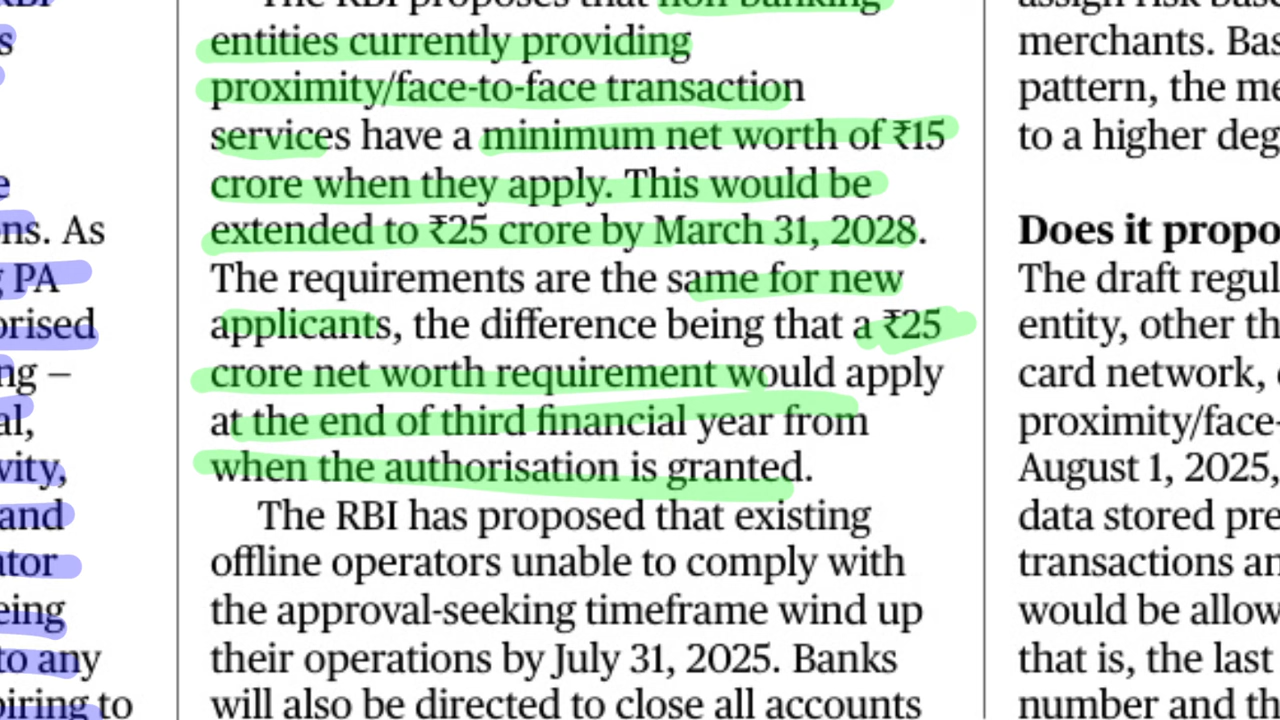 RBI
s
e
ns. As
PA
orised
ng –
al,
vity,
and
ator
eing
to any
piring to
The RBI proposes that non-banking
entities currently providing
proximity/face-to-face transaction
services have a minimum net worth of ₹15
crore when they apply. This would be
extended to ₹25 crore by March 31, 2028.
The requirements are the same for new
applicants, the difference being that a ₹25
crore net worth requirement would apply
at the end of third financial year from
when the authorisation is granted.
The RBI has proposed that existing
offline operators unable to comply with
the approval-seeking timeframe wind up
their operations by July 31, 2025. Banks
will also be directed to close all accounts
assign risk base
merchants. Bas
pattern, the me
to a higher deg
Does it propo
The draft regul
entity, other th
card network,
proximity/face-
August 1, 2025,
data stored pre
transactions an
would be allow
that is, the last
number and th